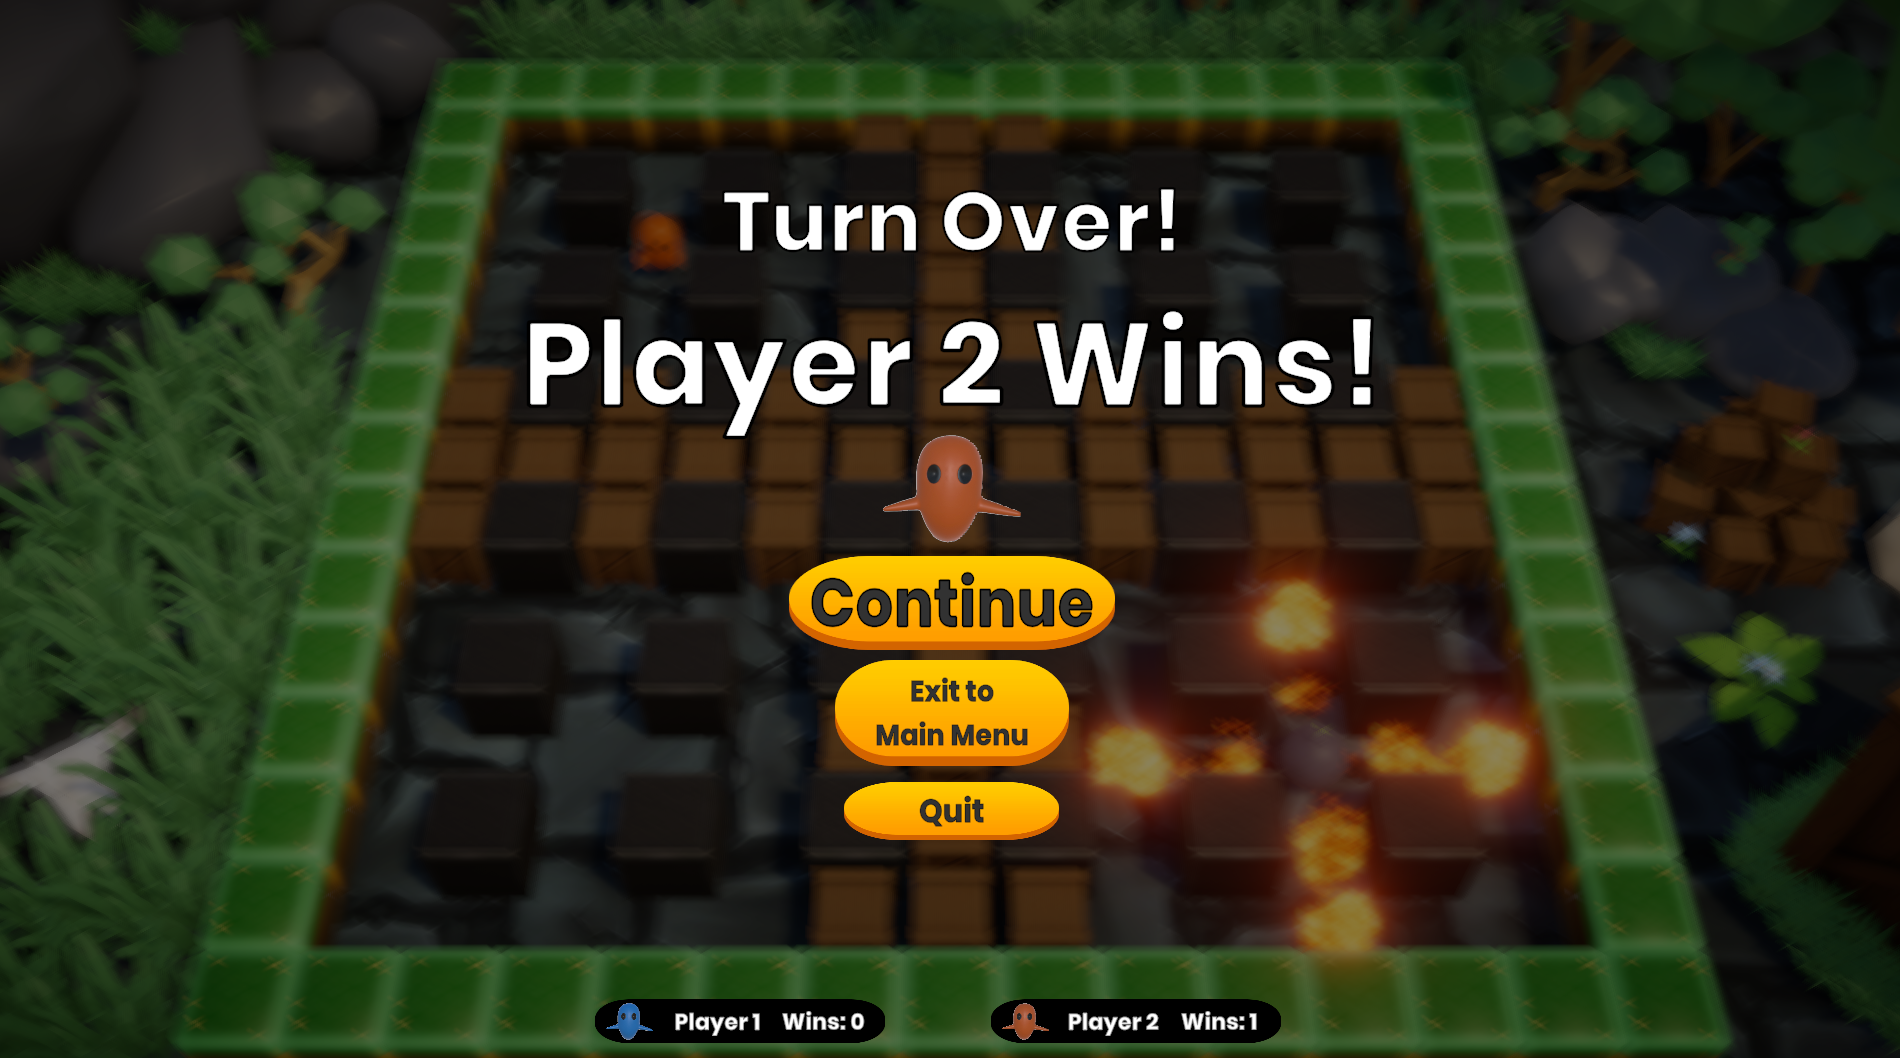 Turn Over!
Player 2 Wins!
Continue
Exit to
Main Menu
Quit
Player 1 Wins: 0
Player 2 Wins: 1